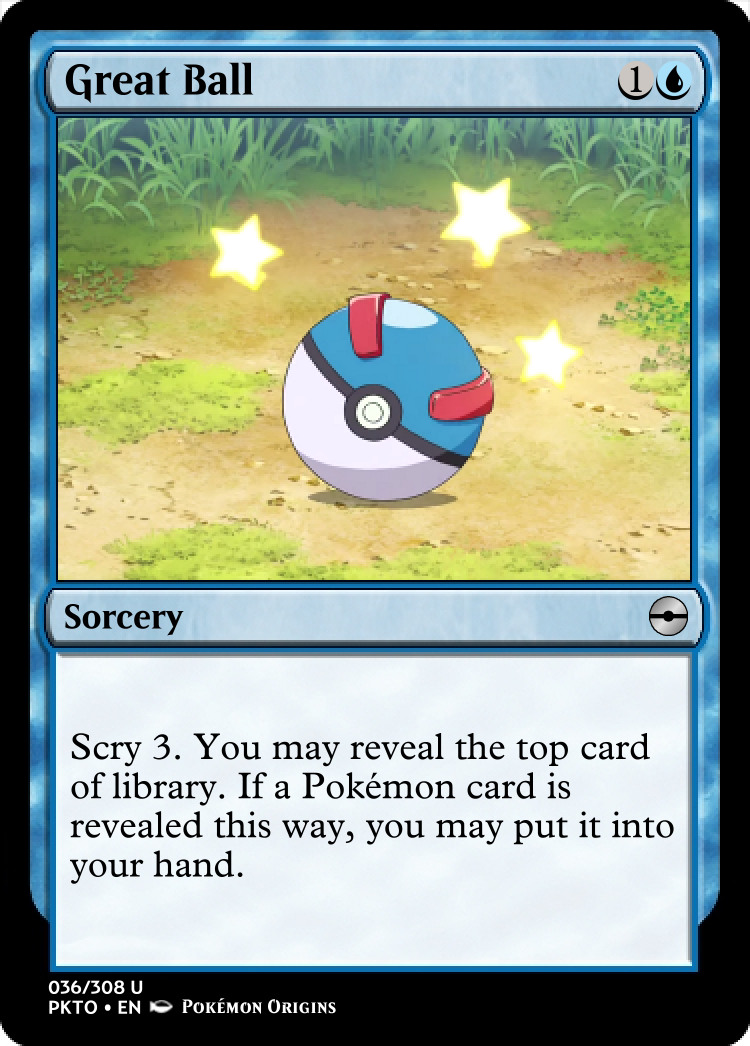 Great Ball 1
Sorcery
Scry 3. You may reveal the top card
of library. If a Pokémon card is
revealed this way, you may put it into
your hand.
036/308 U
PKTO • EN Pokémon Origins